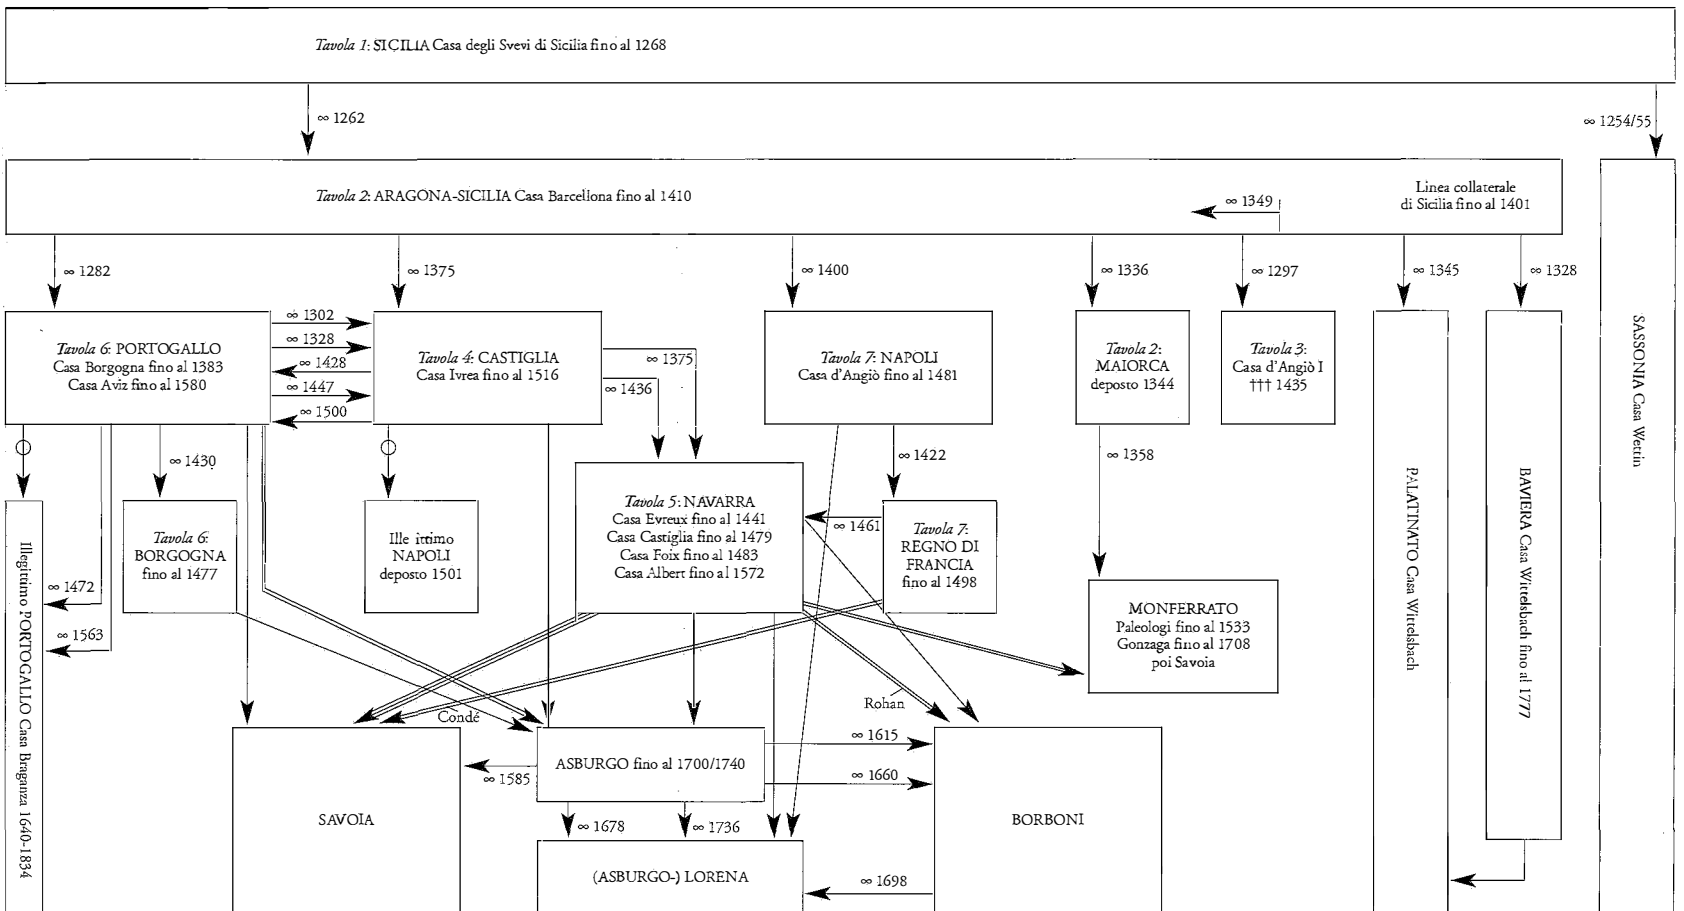 Tavola 1: SICILIA Casa degli Svevi di Sicilia fino al 1268
∞ 1262
∞ 1254/55
Tavola 2: ARAGONA-SICILIA Casa Barcellona fino al 1410
∞ 1349
Linea collaterale
di Sicilia fino al 1401
∞ 1282
∞ 1375
∞ 1400
∞ 1336
∞ 1297
∞ 1345
∞ 1328
Tavola 6: PORTOGALLO
Casa Borgogna fino al 1383
Casa Aviz fino al 1580
∞ 1302
∞ 1328
∞ 1428
∞ 1447
∞ 1500
Tavola 4: CASTIGLIA
Casa Ivrea fino al 1516
∞ 1375
∞ 1436
Tavola 7: NAPOLI
Casa d'Angiò fino al 1481
Tavola 2:
MAIORCA
deposto 1344
Tavola 3:
Casa d'Angiò I
††† 1435
SASSONIA Casa Wettin
∞ 1430
∞ 1422
∞ 1358
PALATINATO Casa Wittelsbach
BAVIERA Casa Wittelsbach fino al 1777
Illegittimo PORTOGALLO Casa Braganza 1640-1834
∞ 1472
∞ 1563
Tavola 6:
BORGOGNA
fino al 1477
Ille ittimo
NAPOLI
deposto 1501
Tavola 5: NAVARRA
Casa Evreux fino al 1441
Casa Castiglia fino al 1479
Casa Foix fino al 1483
Casa Albert fino al 1572
∞ 1461
Tavola 7:
REGNO DI
FRANCIA
fino al 1498
MONFERRATO
Paleologi fino al 1533
Gonzaga fino al 1708
poi Savoia
Condé
Rohan
SAVOIA
∞ 1585
ASBURGO fino al 1700/1740
∞ 1615
∞ 1660
BORBONI
∞ 1678
∞ 1736
(ASBURGO-) LORENA
∞ 1698